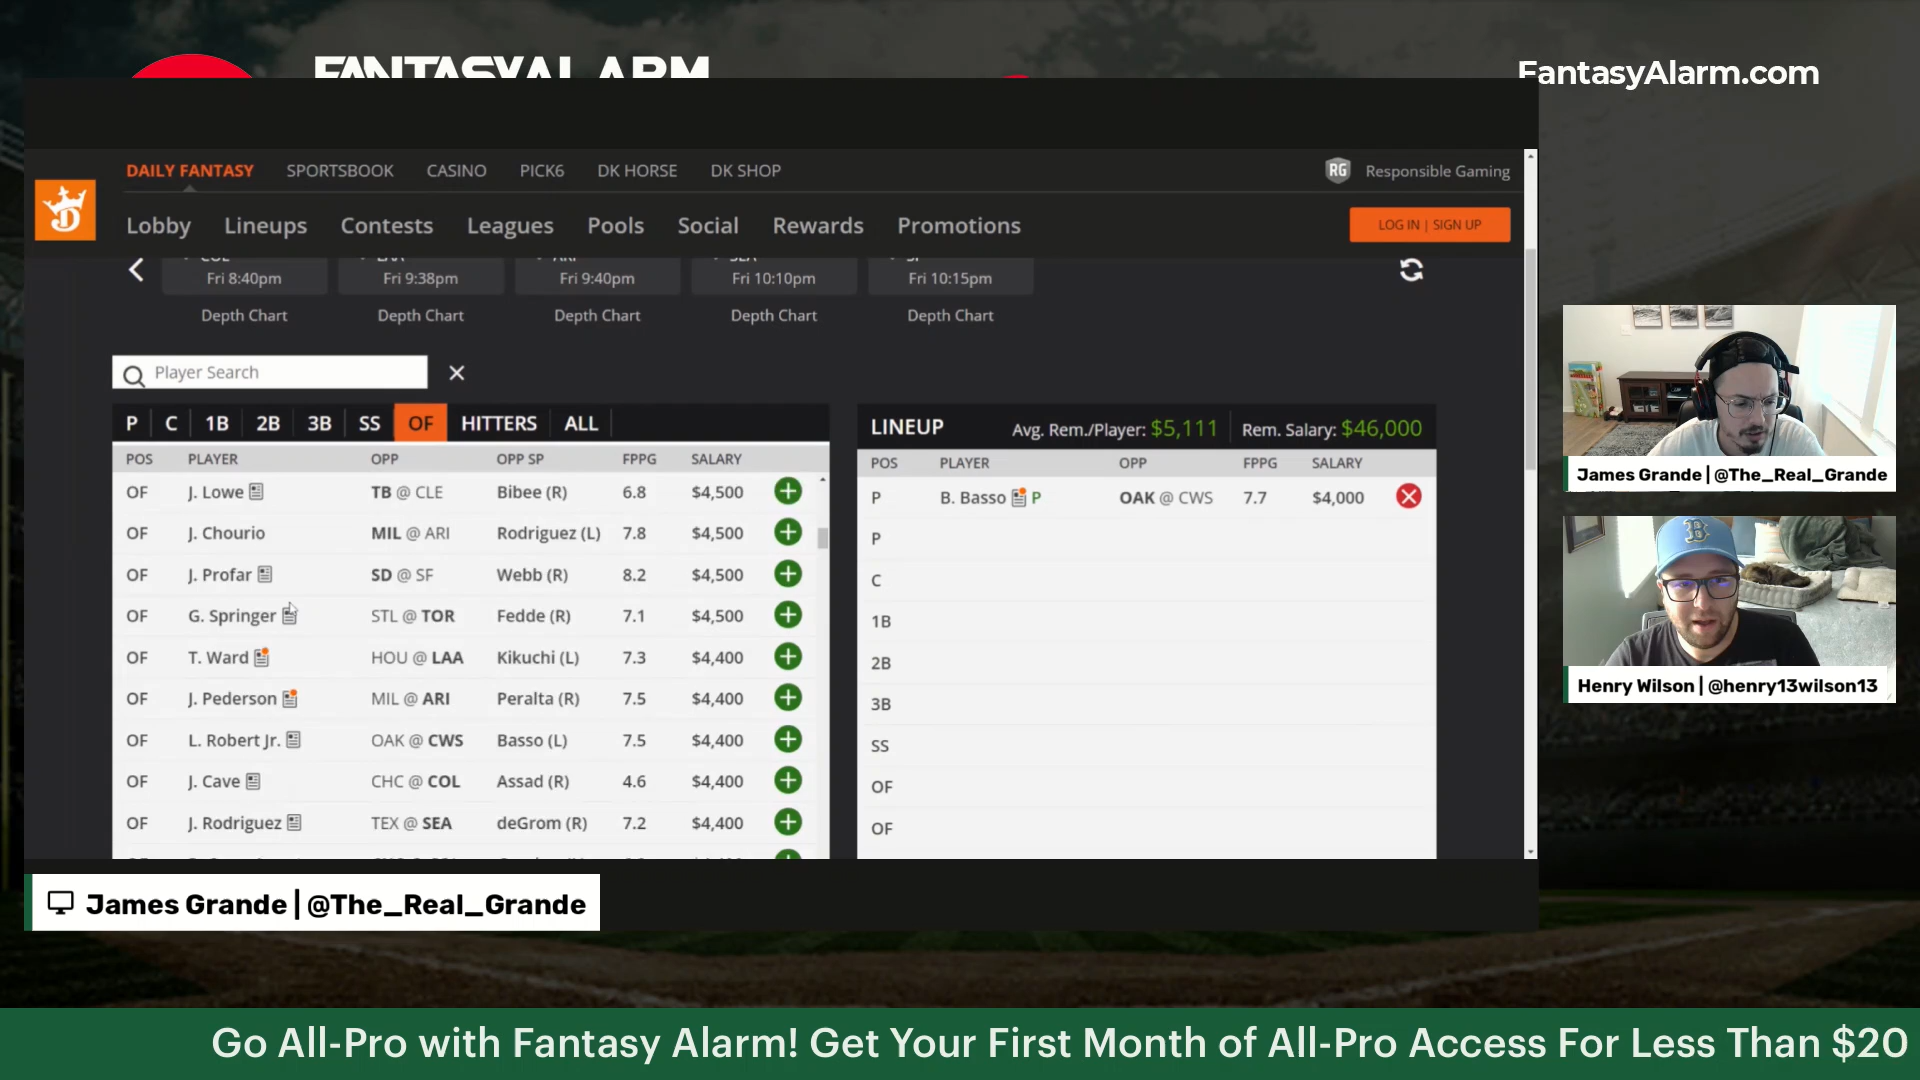 FANTASYALARM
FantasyAlarm.com
DAILY FANTASY SPORTSBOOK CASINO PICK6 DK HORSE DK SHOP
RG Responsible Gaming
Lobby Lineups Contests Leagues Pools Social Rewards Promotions
LOG IN | SIGN UP
COL LAA ARI SEA SF
Fri 8:40pm Fri 9:38pm Fri 9:40pm Fri 10:10pm Fri 10:15pm
Depth Chart Depth Chart Depth Chart Depth Chart Depth Chart
Player Search
P C 1B 2B 3B SS OF HITTERS ALL
POS PLAYER OPP OPP SP FPPG SALARY
OF J. Lowe TB @ CLE Bibee (R) 6.8 $4,500
OF J. Chourio MIL @ ARI Rodriguez (L) 7.8 $4,500
OF J. Profar SD @ SF Webb (R) 8.2 $4,500
OF G. Springer STL @ TOR Fedde (R) 7.1 $4,500
OF T. Ward HOU @ LAA Kikuchi (L) 7.3 $4,400
OF J. Pederson MIL @ ARI Peralta (R) 7.5 $4,400
OF L. Robert Jr. OAK @ CWS Basso (L) 7.5 $4,400
OF J. Cave CHC @ COL Assad (R) 4.6 $4,400
OF J. Rodriguez TEX @ SEA deGrom (R) 7.2 $4,400
LINEUP Avg. Rem./Player: $5,111 Rem. Salary: $46,000
POS PLAYER OPP FPPG SALARY
P B. Basso P OAK @ CWS 7.7 $4,000
P
C
1B
2B
3B
SS
OF
OF
James Grande | @The_Real_Grande
B
Henry Wilson | @henry13wilson13
James Grande | @The_Real_Grande
Go All-Pro with Fantasy Alarm! Get Your First Month of All-Pro Access For Less Than $20